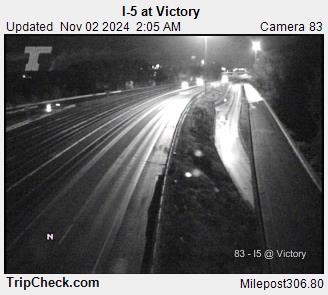 I-5 at Victory
Updated Nov 02 2024 2:05 AM Camera 83
T
N
83 - I5 @ Victory
TripCheck.com Milepost306.80